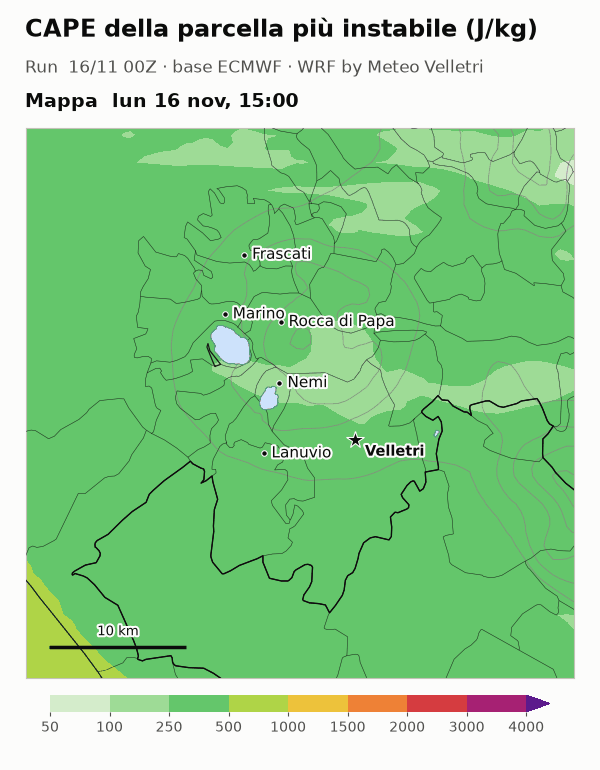 CAPE della parcella più instabile (J/kg)
Run  16/11 00Z · base ECMWF · WRF by Meteo Velletri
Mappa  lun 16 nov, 15:00
Frascati
Marino
Rocca di Papa
Nemi
Velletri
Lanuvio
10 km
50 100 250 500 1000 1500 2000 3000 4000